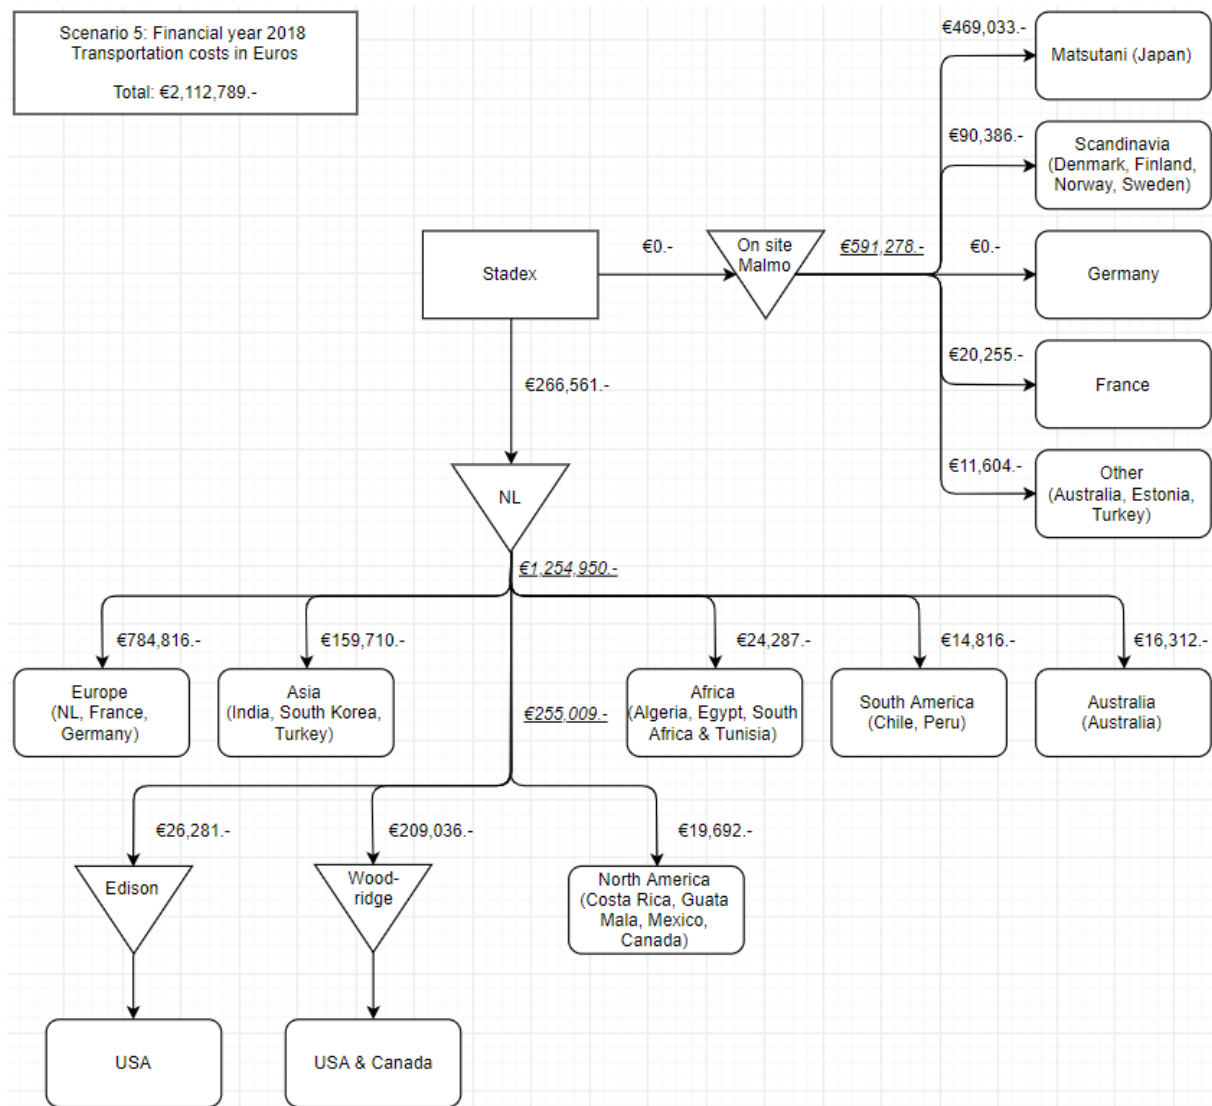 Scenario 5: Financial year 2018
Transportation costs in Euros
Total: €2,112,789.-
€469,033.-
Matsutani (Japan)
€90,386.-
Scandinavia
(Denmark, Finland,
Norway, Sweden)
Stadex
€0.-
On site
Malmo
€591,278.-
€0.-
Germany
€20,255.-
France
€266,561.-
€11,604.-
Other
(Australia, Estonia,
Turkey)
NL
€1,254,950.-
€784,816.-
€159,710.-
€24,287.-
€14,816.-
€16,312.-
Europe
(NL, France,
Germany)
Asia
(India, South Korea,
Turkey)
€255,009.-
Africa
(Algeria, Egypt, South
Africa & Tunisia)
South America
(Chile, Peru)
Australia
(Australia)
€26,281.-
€209,036.-
€19,692.-
Edison
Wood-
ridge
North America
(Costa Rica, Guata
Mala, Mexico,
Canada)
USA
USA & Canada